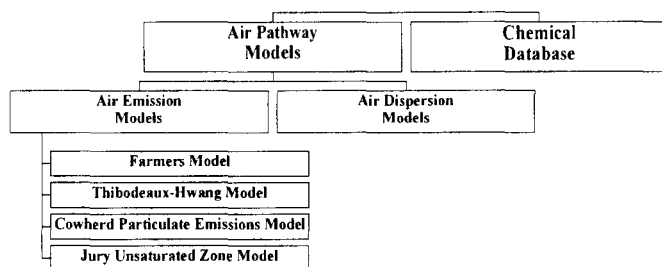 Air Pathway
Models
Chemical
Database
Air Emission
Models
Air Dispersion
Models
Farmers Model
Thibodeaux-Hwang Model
Cowherd Particulate Emissions Model
Jury Unsaturated Zone Model